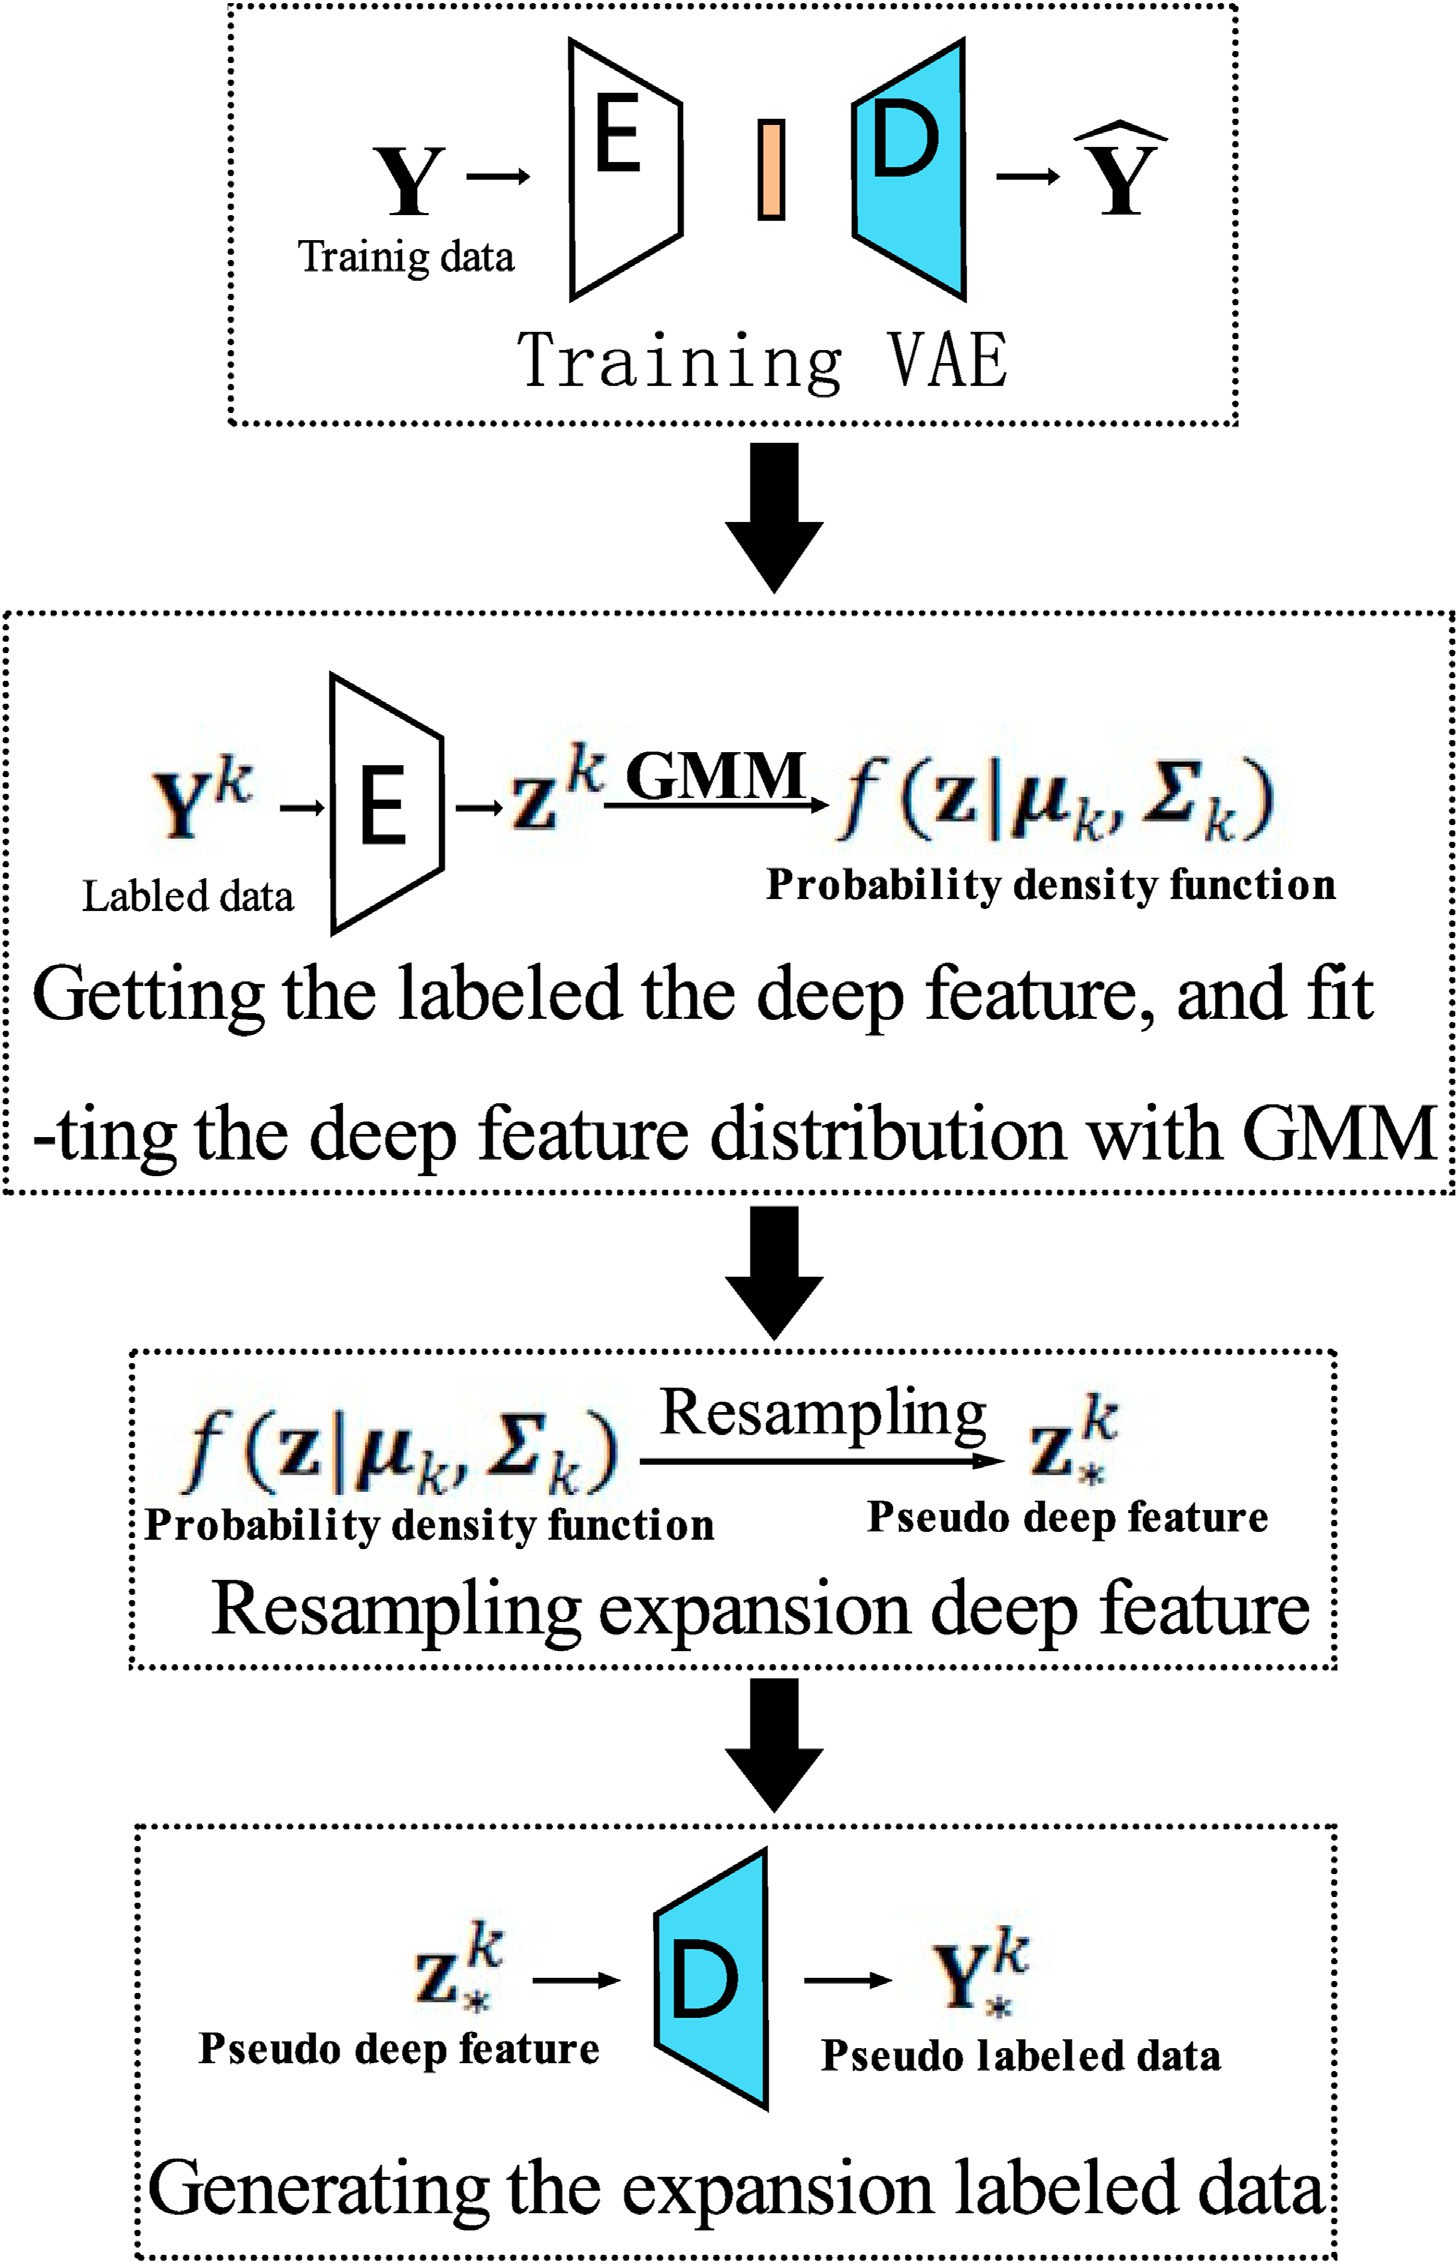 Y → E D → Ŷ
Trainig data
Training VAE
Y^k → E → z^k GMM f(z|μ_k, Σ_k)
Labled data
Probability density function
Getting the labeled the deep feature, and fit
-ting the deep feature distribution with GMM
f(z|μ_k, Σ_k) Resampling z_*^k
Probability density function
Pseudo deep feature
Resampling expansion deep feature
z_*^k → D → Y_*^k
Pseudo deep feature
Pseudo labeled data
Generating the expansion labeled data